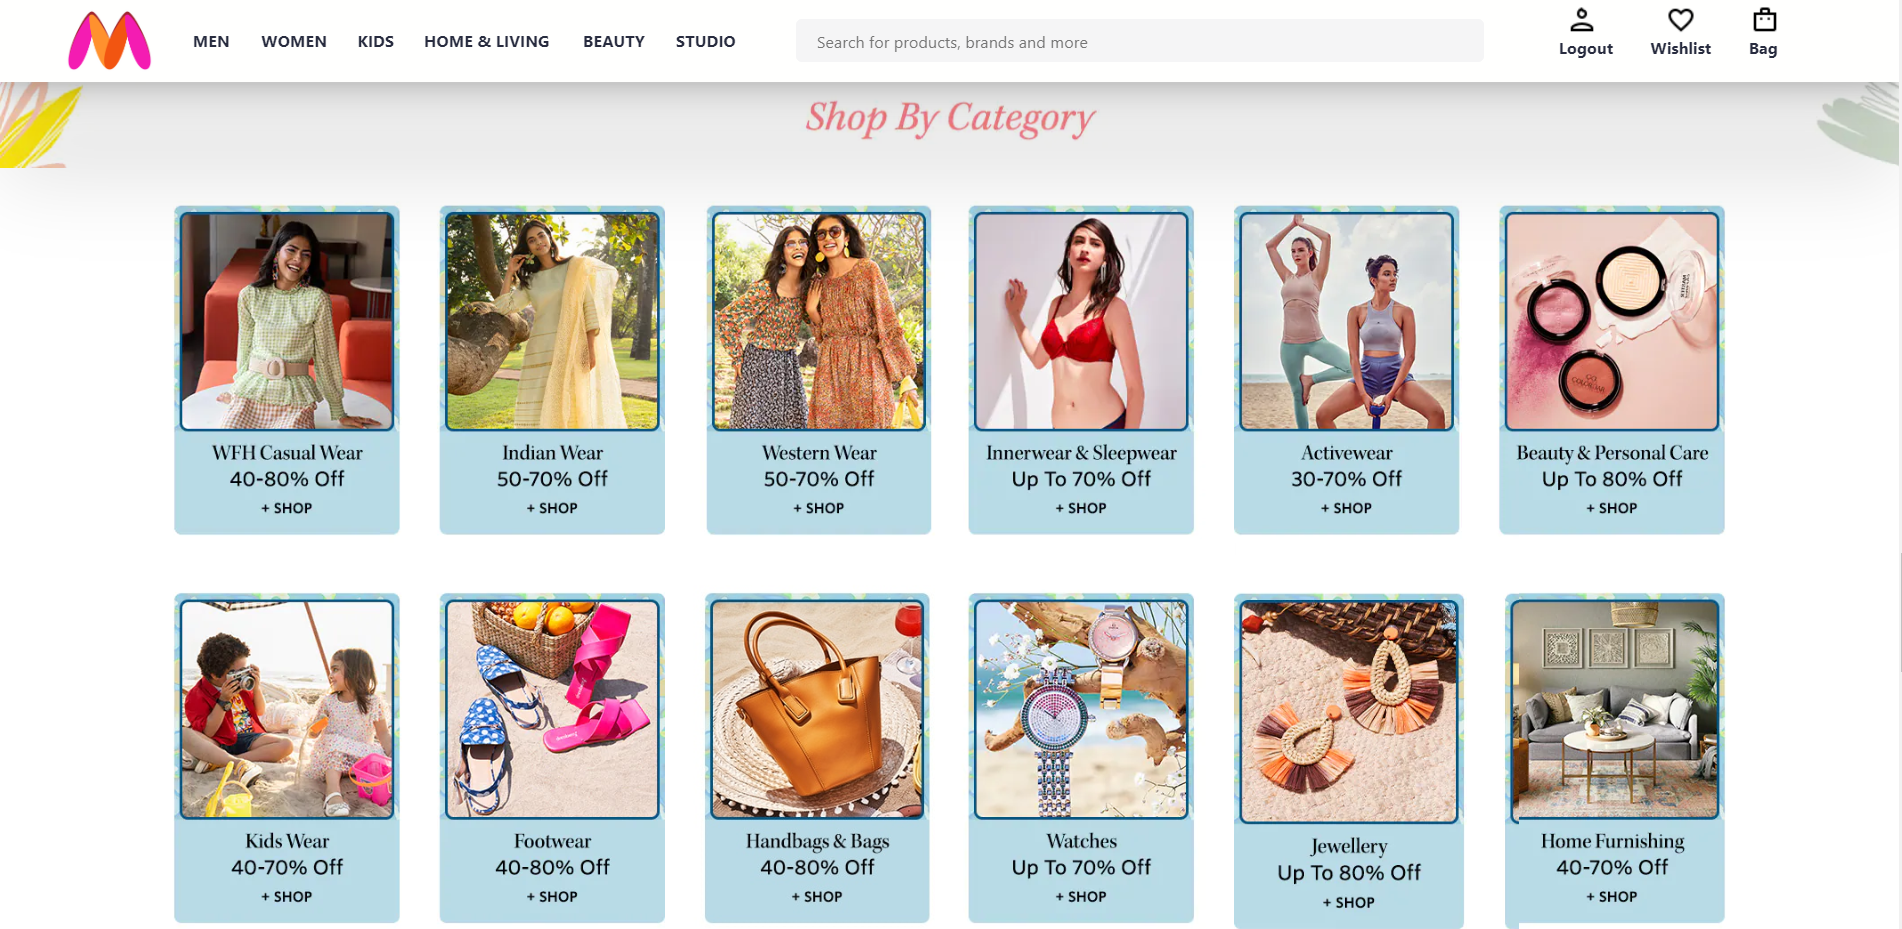 MEN WOMEN KIDS HOME & LIVING BEAUTY STUDIO
Search for products, brands and more
Logout Wishlist Bag
Shop By Category
WFH Casual Wear
40-80% Off
+ SHOP
Indian Wear
50-70% Off
+ SHOP
Western Wear
50-70% Off
+ SHOP
Innerwear & Sleepwear
Up To 70% Off
+ SHOP
Activewear
30-70% Off
+ SHOP
Beauty & Personal Care
Up To 80% Off
+ SHOP
Kids Wear
40-70% Off
+ SHOP
Footwear
40-80% Off
+ SHOP
Handbags & Bags
40-80% Off
+ SHOP
Watches
Up To 70% Off
+ SHOP
Jewellery
Up To 80% Off
+ SHOP
Home Furnishing
40-70% Off
+ SHOP